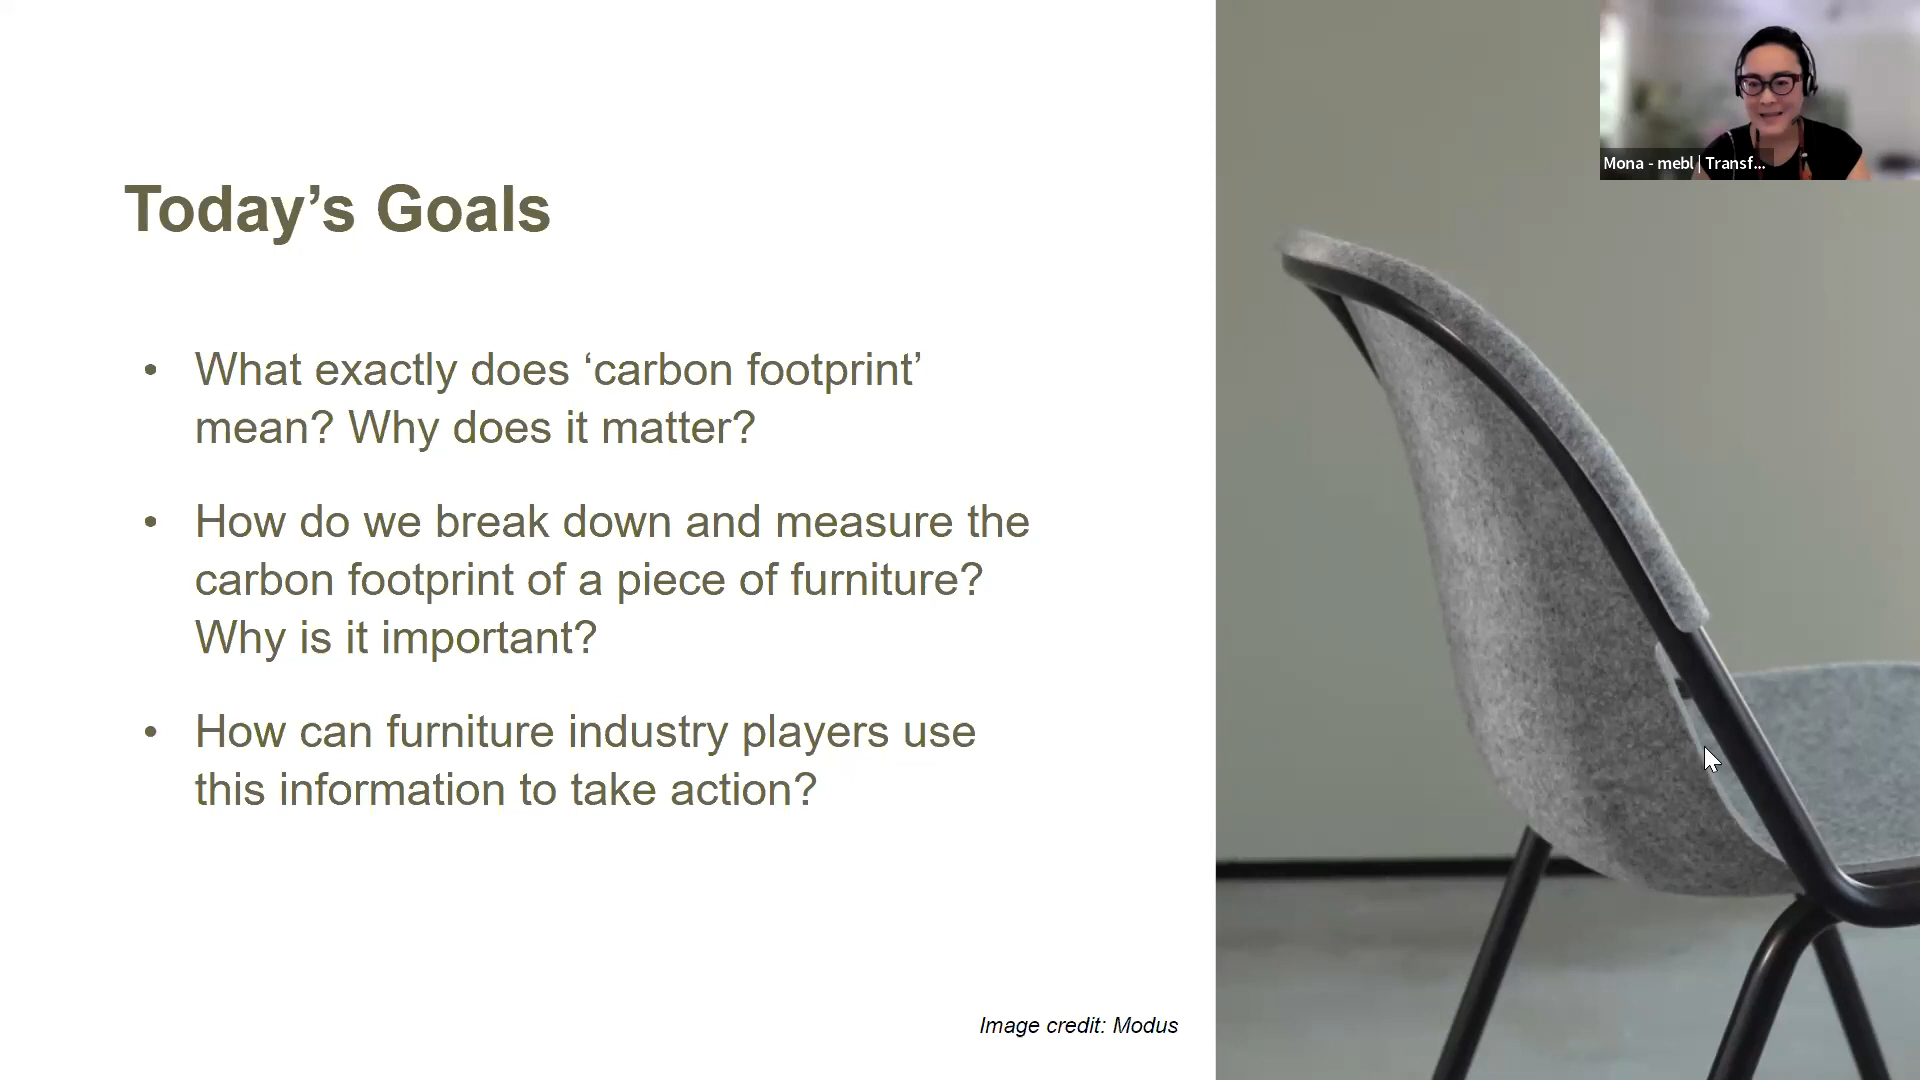 Today’s Goals
• What exactly does ‘carbon footprint’
mean? Why does it matter?
• How do we break down and measure the
carbon footprint of a piece of furniture?
Why is it important?
• How can furniture industry players use
this information to take action?
Image credit: Modus
Mona - mebl | Transf...